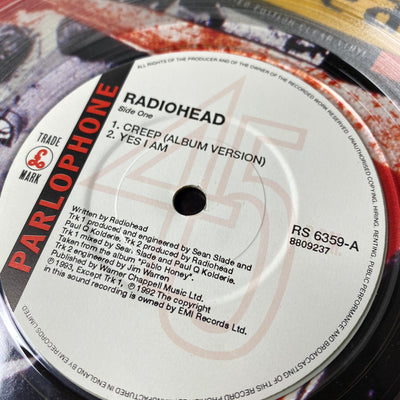 LIMITED EDITION CLEAR VINYL
ALL RIGHTS OF THE PRODUCER AND OF THE OWNER OF THE RECORDED WORK RESERVED. UNAUTHORISED COPYING, HIRING, RENTING, PUBLIC PERFORMANCE AND BROADCASTING OF THIS RECORD PROHIBITED.
PARLOPHONE
TRADE
£
MARK
RADIOHEAD
Side One
1. CREEP (ALBUM VERSION)
2. YES I AM
45
RS 6359-A
8809237
Written by Radiohead
Trk 1 produced and engineered by Sean Slade and
Paul Q Kolderie. Trk 2 produced by Radiohead
Trk 1 mixed by Sean Slade and Paul Q Kolderie.
Taken from the album "Pablo Honey".
Trk 2 engineered by Jim Warren
Published by Warner Chappell Music Ltd.
℗1993, Except Trk 1, ℗1992 The copyright
in this sound recording is owned by EMI Records Ltd.
MADE IN ENGLAND BY EMI RECORDS LIMITED